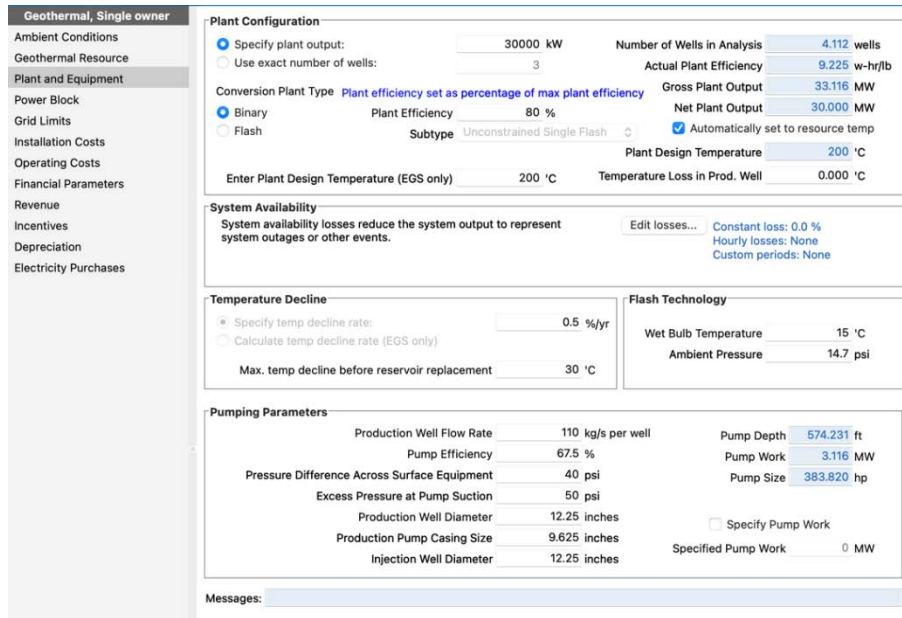 Geothermal, Single owner
Ambient Conditions
Geothermal Resource
Plant and Equipment
Power Block
Grid Limits
Installation Costs
Operating Costs
Financial Parameters
Revenue
Incentives
Depreciation
Electricity Purchases
Plant Configuration
Specify plant output: 30000 kW
Use exact number of wells: 3
Conversion Plant Type Plant efficiency set as percentage of max plant efficiency
Binary Plant Efficiency 80 %
Flash Subtype Unconstrained Single Flash
Enter Plant Design Temperature (EGS only) 200 'C
Number of Wells in Analysis 4.112 wells
Actual Plant Efficiency 9.225 w-hr/lb
Gross Plant Output 33.116 MW
Net Plant Output 30.000 MW
Automatically set to resource temp
Plant Design Temperature 200 'C
Temperature Loss in Prod. Well 0.000 'C
System Availability
System availability losses reduce the system output to represent
system outages or other events.
Edit losses...
Constant loss: 0.0 %
Hourly losses: None
Custom periods: None
Temperature Decline
Specify temp decline rate: 0.5 %/yr
Calculate temp decline rate (EGS only)
Max. temp decline before reservoir replacement 30 'C
Flash Technology
Wet Bulb Temperature 15 'C
Ambient Pressure 14.7 psi
Pumping Parameters
Production Well Flow Rate 110 kg/s per well
Pump Efficiency 67.5 %
Pressure Difference Across Surface Equipment 40 psi
Excess Pressure at Pump Suction 50 psi
Production Well Diameter 12.25 inches
Production Pump Casing Size 9.625 inches
Injection Well Diameter 12.25 inches
Pump Depth 574.231 ft
Pump Work 3.116 MW
Pump Size 383.820 hp
Specify Pump Work
Specified Pump Work 0 MW
Messages: